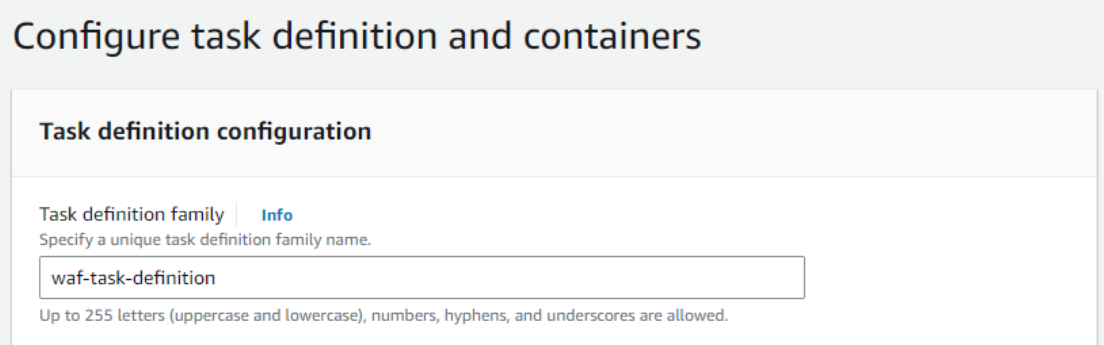 Configure task definition and containers
Task definition configuration
Task definition family Info
Specify a unique task definition family name.
waf-task-definition
Up to 255 letters (uppercase and lowercase), numbers, hyphens, and underscores are allowed.